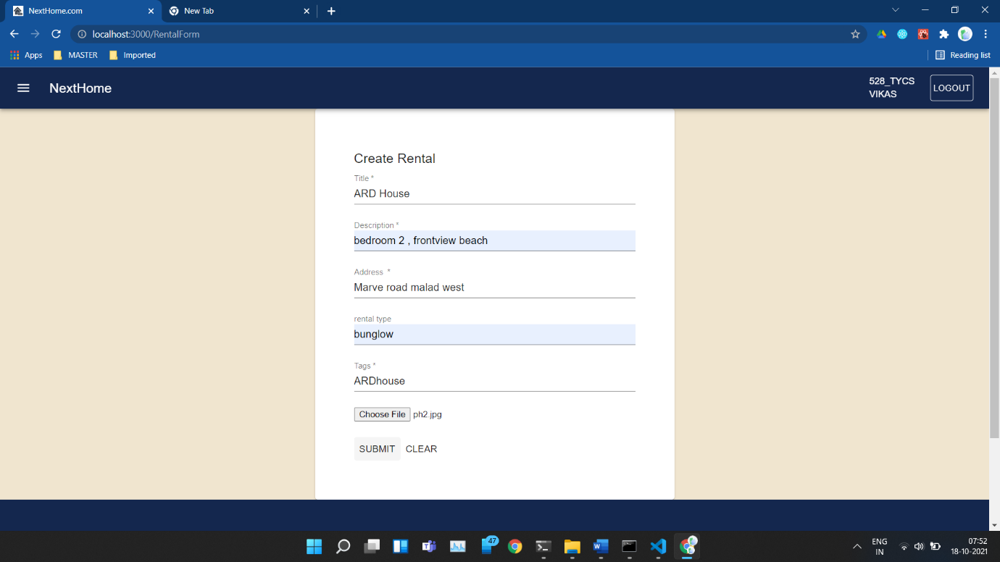 NexHome.com
New Tab
localhost:3000/RentalForm
Apps
MASTER
Imported
Reading list
NextHome
528_TYCS
VIKAS
LOGOUT
Create Rental
Title *
ARD House
Description *
bedroom 2 , frontview beach
Address *
Marve road malad west
rental type
bunglow
Tags *
ARDhouse
Choose File ph2.jpg
SUBMIT CLEAR
47
ENG
IN
07:52
18-10-2021